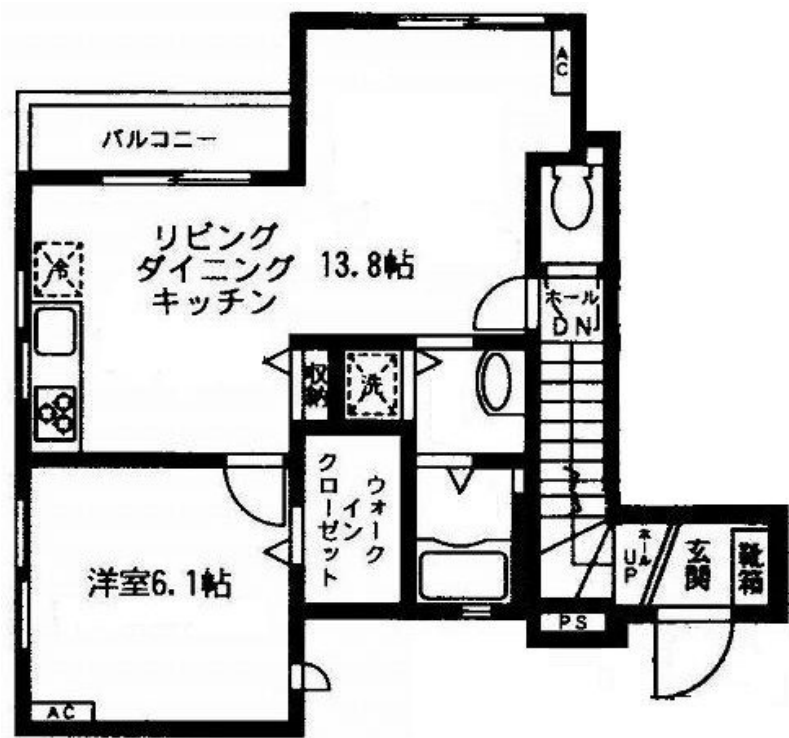 AC
バルコニー
リビング
ダイニング
キッチン
13.8帖
冷
ホール
DN
収納
洗
ウォーク
イン
クローゼット
洋室6.1帖
ホール
UP
玄関
靴箱
PS
AC